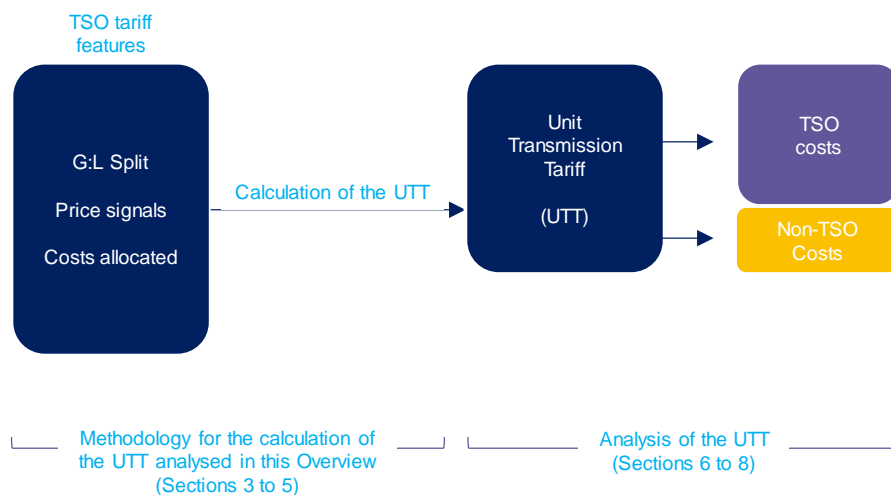 TSO tariff
features
G:L Split
Price signals
Costs allocated
Calculation of the UTT
Unit
Transmission
Tariff
(UTT)
TSO
costs
Non-TSO
Costs
Methodology for the calculation of
the UTT analysed in this Overview
(Sections 3 to 5)
Analysis of the UTT
(Sections 6 to 8)